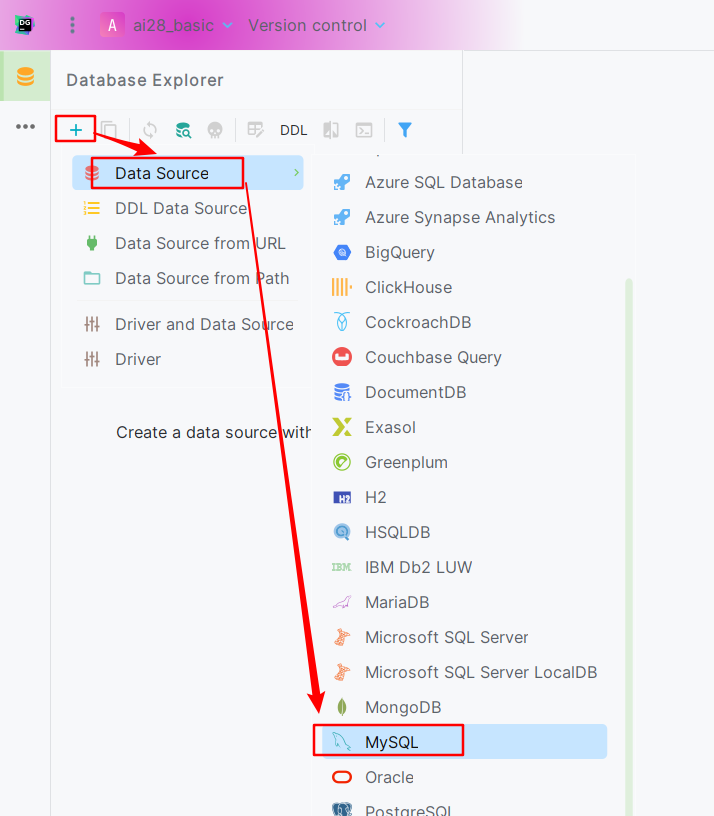 DG
A ai28_basic Version control
Database Explorer
DDL
Data Source
DDL Data Source
Data Source from URL
Data Source from Path
Driver and Data Source
Driver
Create a data source with
Azure SQL Database
Azure Synapse Analytics
BigQuery
ClickHouse
CockroachDB
Couchbase Query
DocumentDB
Exasol
Greenplum
H2 H2
HSQLDB
IBM IBM Db2 LUW
MariaDB
Microsoft SQL Server
Microsoft SQL Server LocalDB
MongoDB
MySQL
Oracle
PostgreSQL